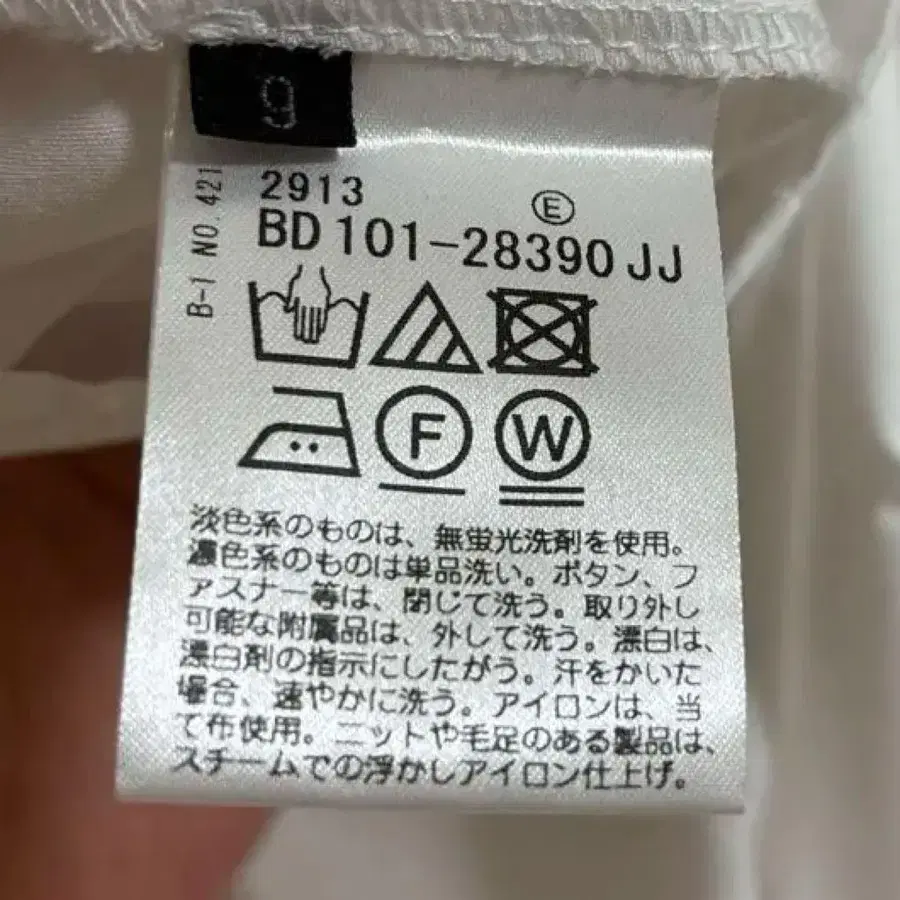 9
B-1 NO.421
2913
E
BD 101-28390 JJ
F
W
淡色系のものは、無蛍光洗剤を使用。
濃色系のものは単品洗い。ボタン、フ
ァスナー等は、閉じて洗う。取り外し
可能な附属品は、外して洗う。漂白は、
漂白剤の指示にしたがう。汗をかいた
場合、速やかに洗う。アイロンは、当
て布使用。ニットや毛足のある製品は、
スチームでの浮かしアイロン仕上げ。